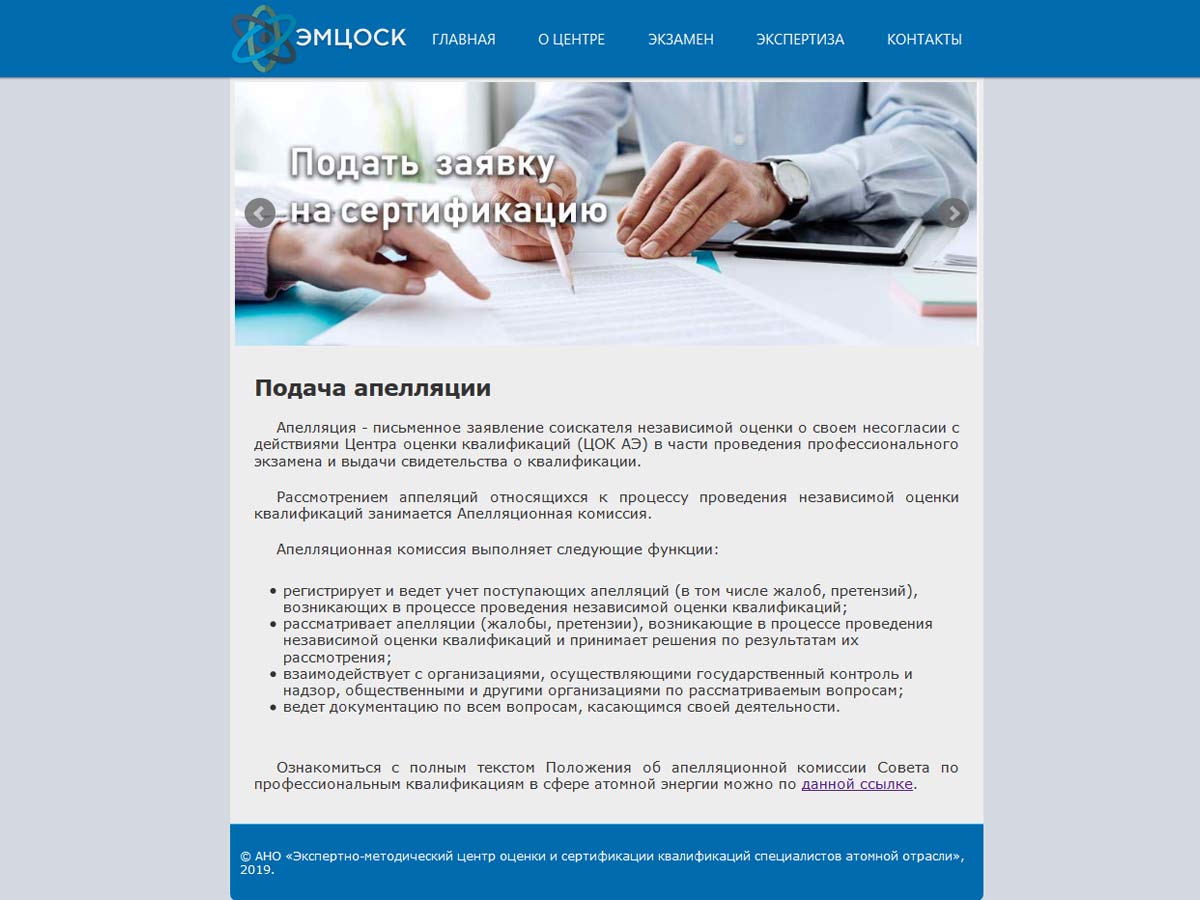 ЭМЦОСК
ГЛАВНАЯ О ЦЕНТРЕ ЭКЗАМЕН ЭКСПЕРТИЗА КОНТАКТЫ
Подать заявку
на сертификацию
Подача апелляции
Апелляция - письменное заявление соискателя независимой оценки о своем несогласии с
действиями Центра оценки квалификаций (ЦОК АЭ) в части проведения профессионального
экзамена и выдачи свидетельства о квалификации.
Рассмотрением аппеляций относящихся к процессу проведения независимой оценки
квалификаций занимается Апелляционная комиссия.
Апелляционная комиссия выполняет следующие функции:
• регистрирует и ведет учет поступающих апелляций (в том числе жалоб, претензий),
возникающих в процессе проведения независимой оценки квалификаций;
• рассматривает апелляции (жалобы, претензии), возникающие в процессе проведения
независимой оценки квалификаций и принимает решения по результатам их
рассмотрения;
• взаимодействует с организациями, осуществляющими государственный контроль и
надзор, общественными и другими организациями по рассматриваемым вопросам;
• ведет документацию по всем вопросам, касающимся своей деятельности.
Ознакомиться с полным текстом Положения об апелляционной комиссии Совета по
профессиональным квалификациям в сфере атомной энергии можно по данной ссылке.
© АНО «Экспертно-методический центр оценки и сертификации квалификаций специалистов атомной отрасли»,
2019.